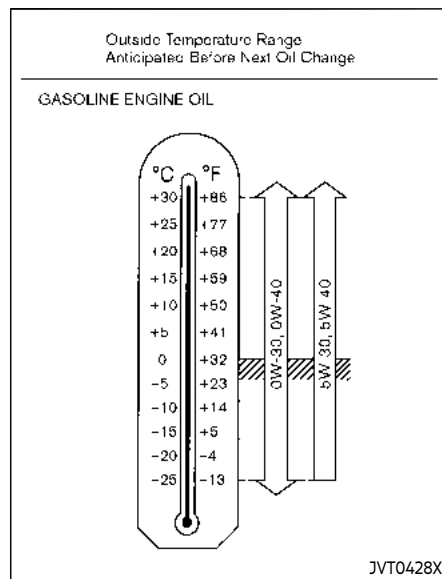 Outside Temperature Range
Anticipated Before Next Oil Change
GASOLINE ENGINE OIL
°C °F
+30 +86
+25 +77
+20 +68
+15 +59
+10 +50
+5 +41
0 +32
-5 +23
-10 +14
-15 +5
-20 -4
-25 -13
0W-30, 0W-40
5W 30, 5W 40
JVT0428X